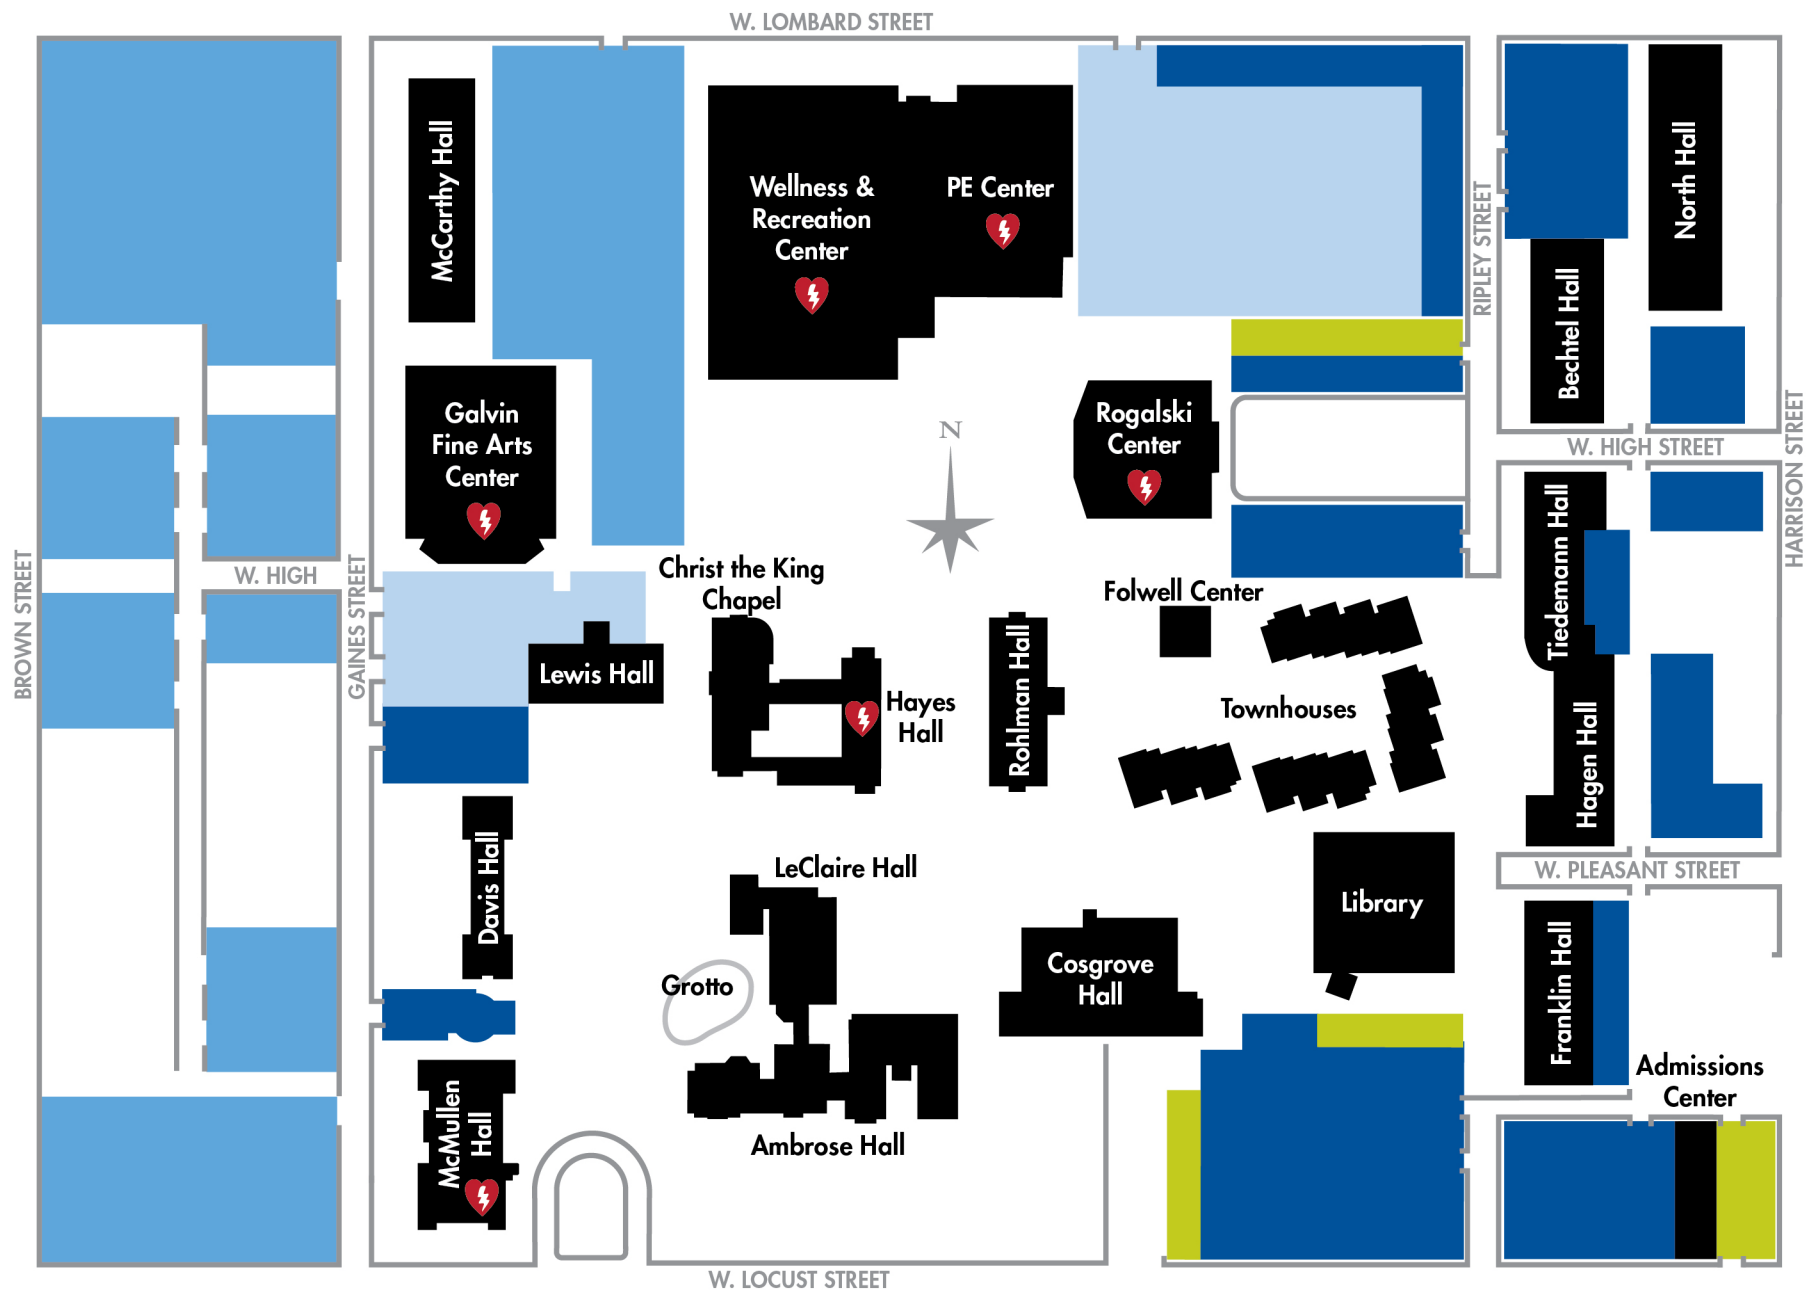 W. LOMBARD STREET
McCarthy Hall
Wellness &
Recreation
Center
PE Center
RIPLEY STREET
North Hall
Bechtel Hall
Galvin
Fine Arts
Center
Rogalski
Center
N
W. HIGH STREET
HARRISON STREET
BROWN STREET
W. HIGH
GAINES STREET
Christ the King
Chapel
Folwell Center
Tiedemann Hall
Lewis Hall
Hayes
Hall
Rohlman Hall
Townhouses
Hagen Hall
Davis Hall
LeClaire Hall
Library
W. PLEASANT STREET
Grotto
Cosgrove
Hall
Franklin Hall
Admissions
Center
McMullen
Hall
Ambrose Hall
W. LOCUST STREET